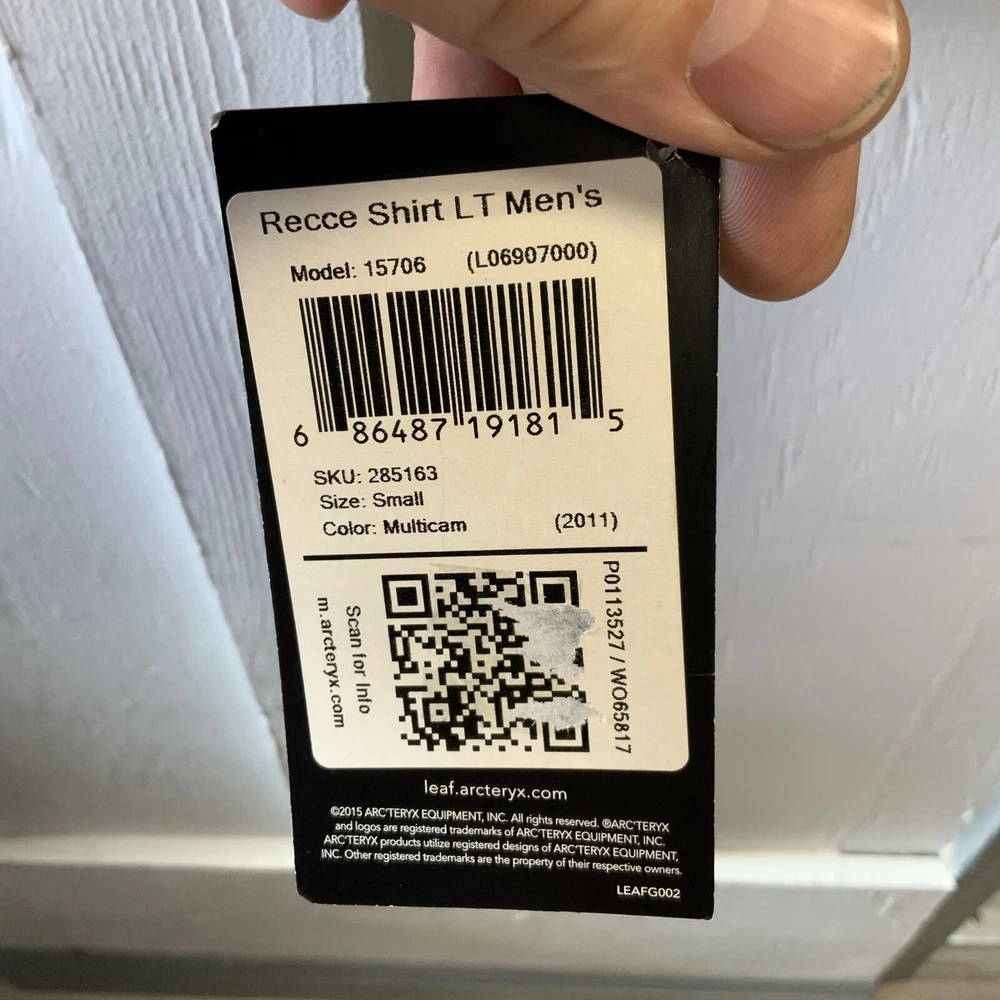 Recce Shirt LT Men's
Model: 15706 (L06907000)
6 86487 19181 5
SKU: 285163
Size: Small
Color: Multicam (2011)
Scan for Info
m.arcteryx.com
P0113527 / WO65817
leaf.arcteryx.com
©2015 ARC'TERYX EQUIPMENT, INC. All rights reserved. ®ARC'TERYX
and logos are registered trademarks of ARC'TERYX EQUIPMENT, INC.
ARC'TERYX products utilize registered designs of ARC'TERYX EQUIPMENT,
INC. Other registered trademarks are the property of their respective owners.
LEAFG002